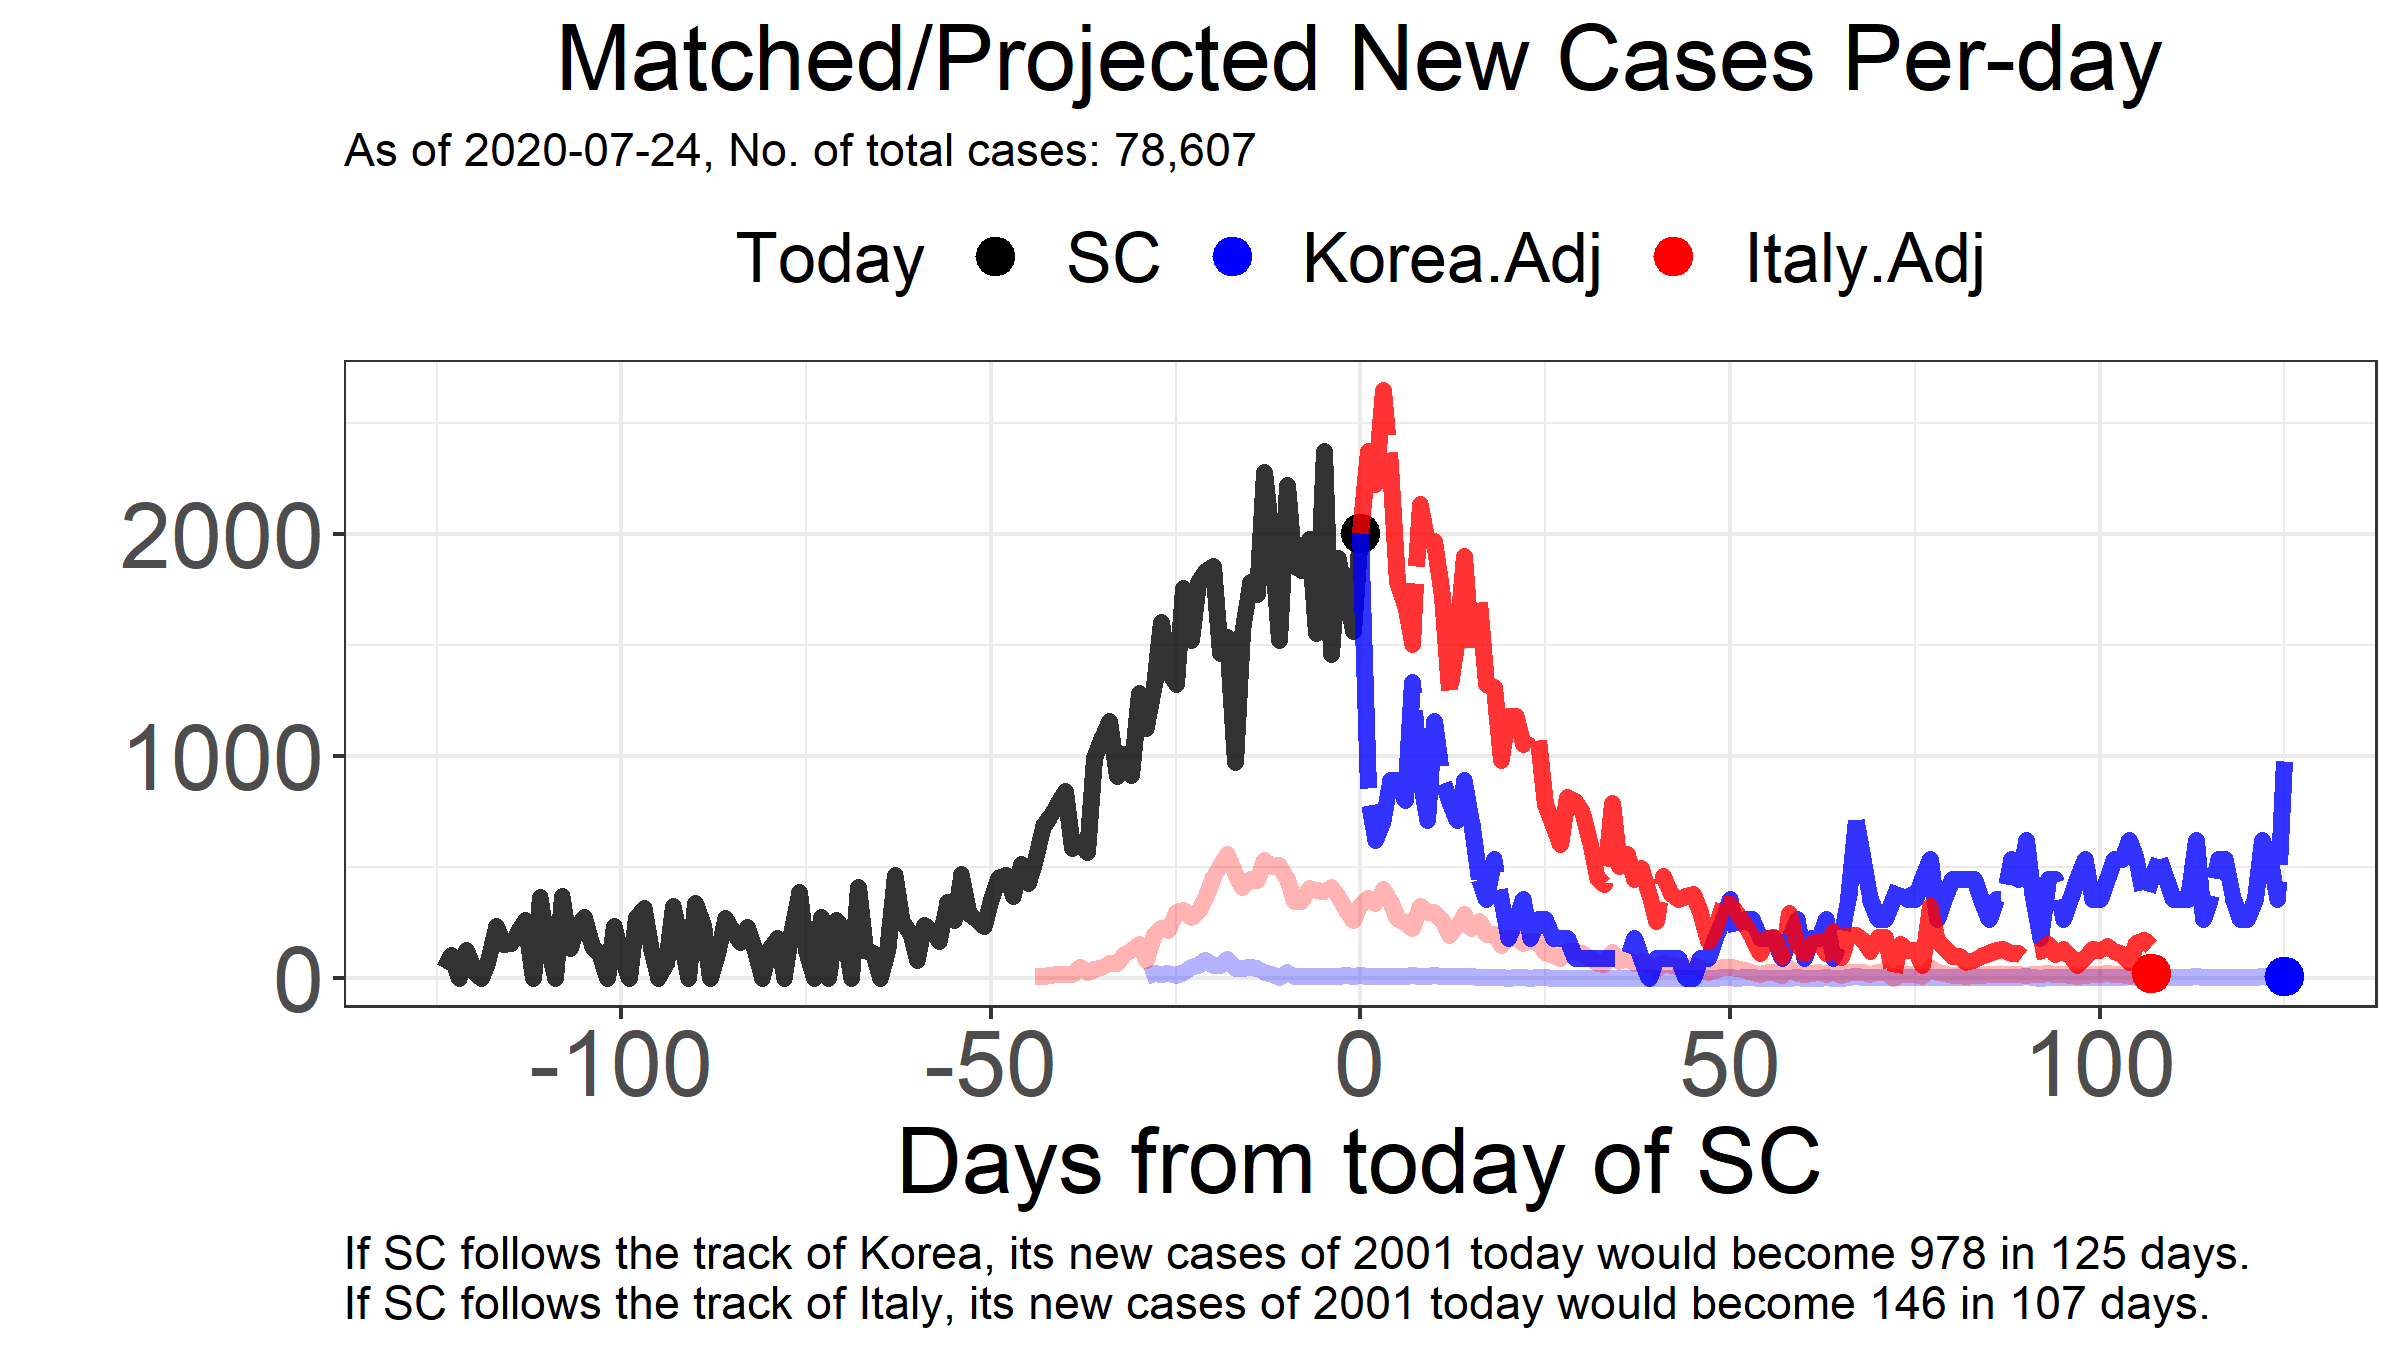 Matched/Projected New Cases Per-day
As of 2020-07-24, No. of total cases: 78,607
Today SC Korea.Adj Italy.Adj
2000
1000
0
-100 -50 0 50 100
Days from today of SC
If SC follows the track of Korea, its new cases of 2001 today would become 978 in 125 days.
If SC follows the track of Italy, its new cases of 2001 today would become 146 in 107 days.